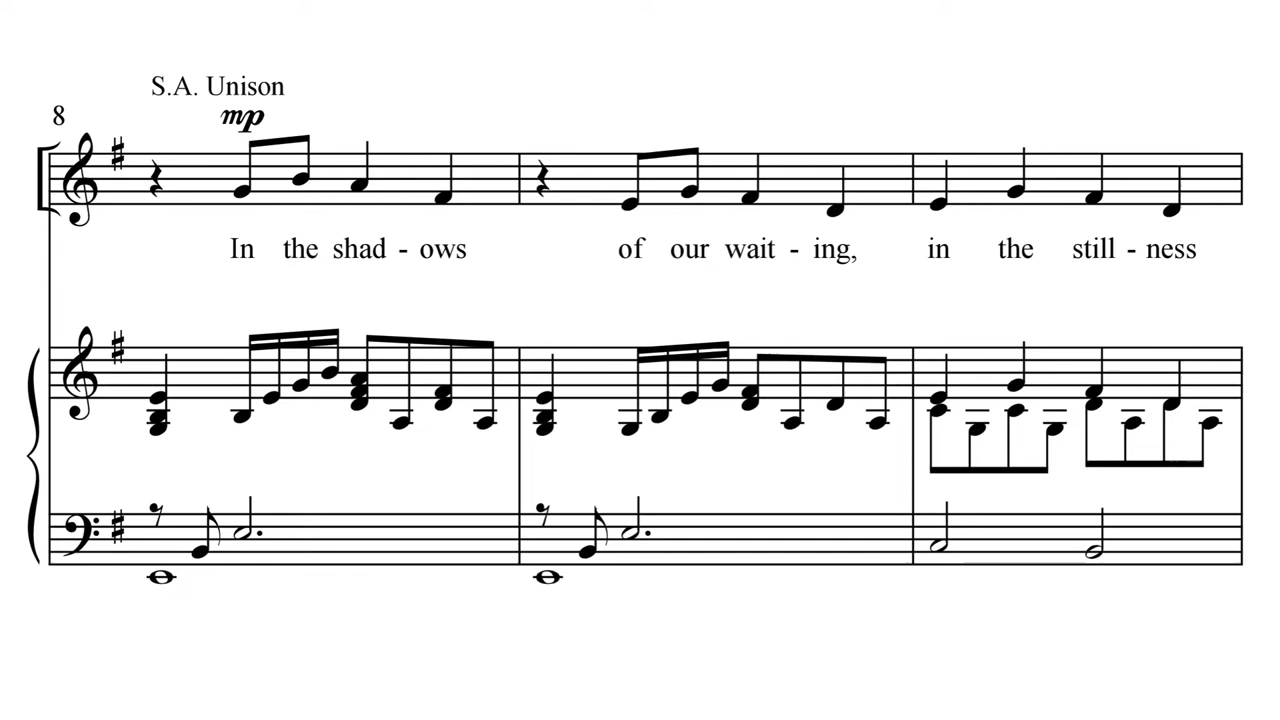 S.A. Unison
8
mp
In the shad - ows of our wait - ing, in the still - ness